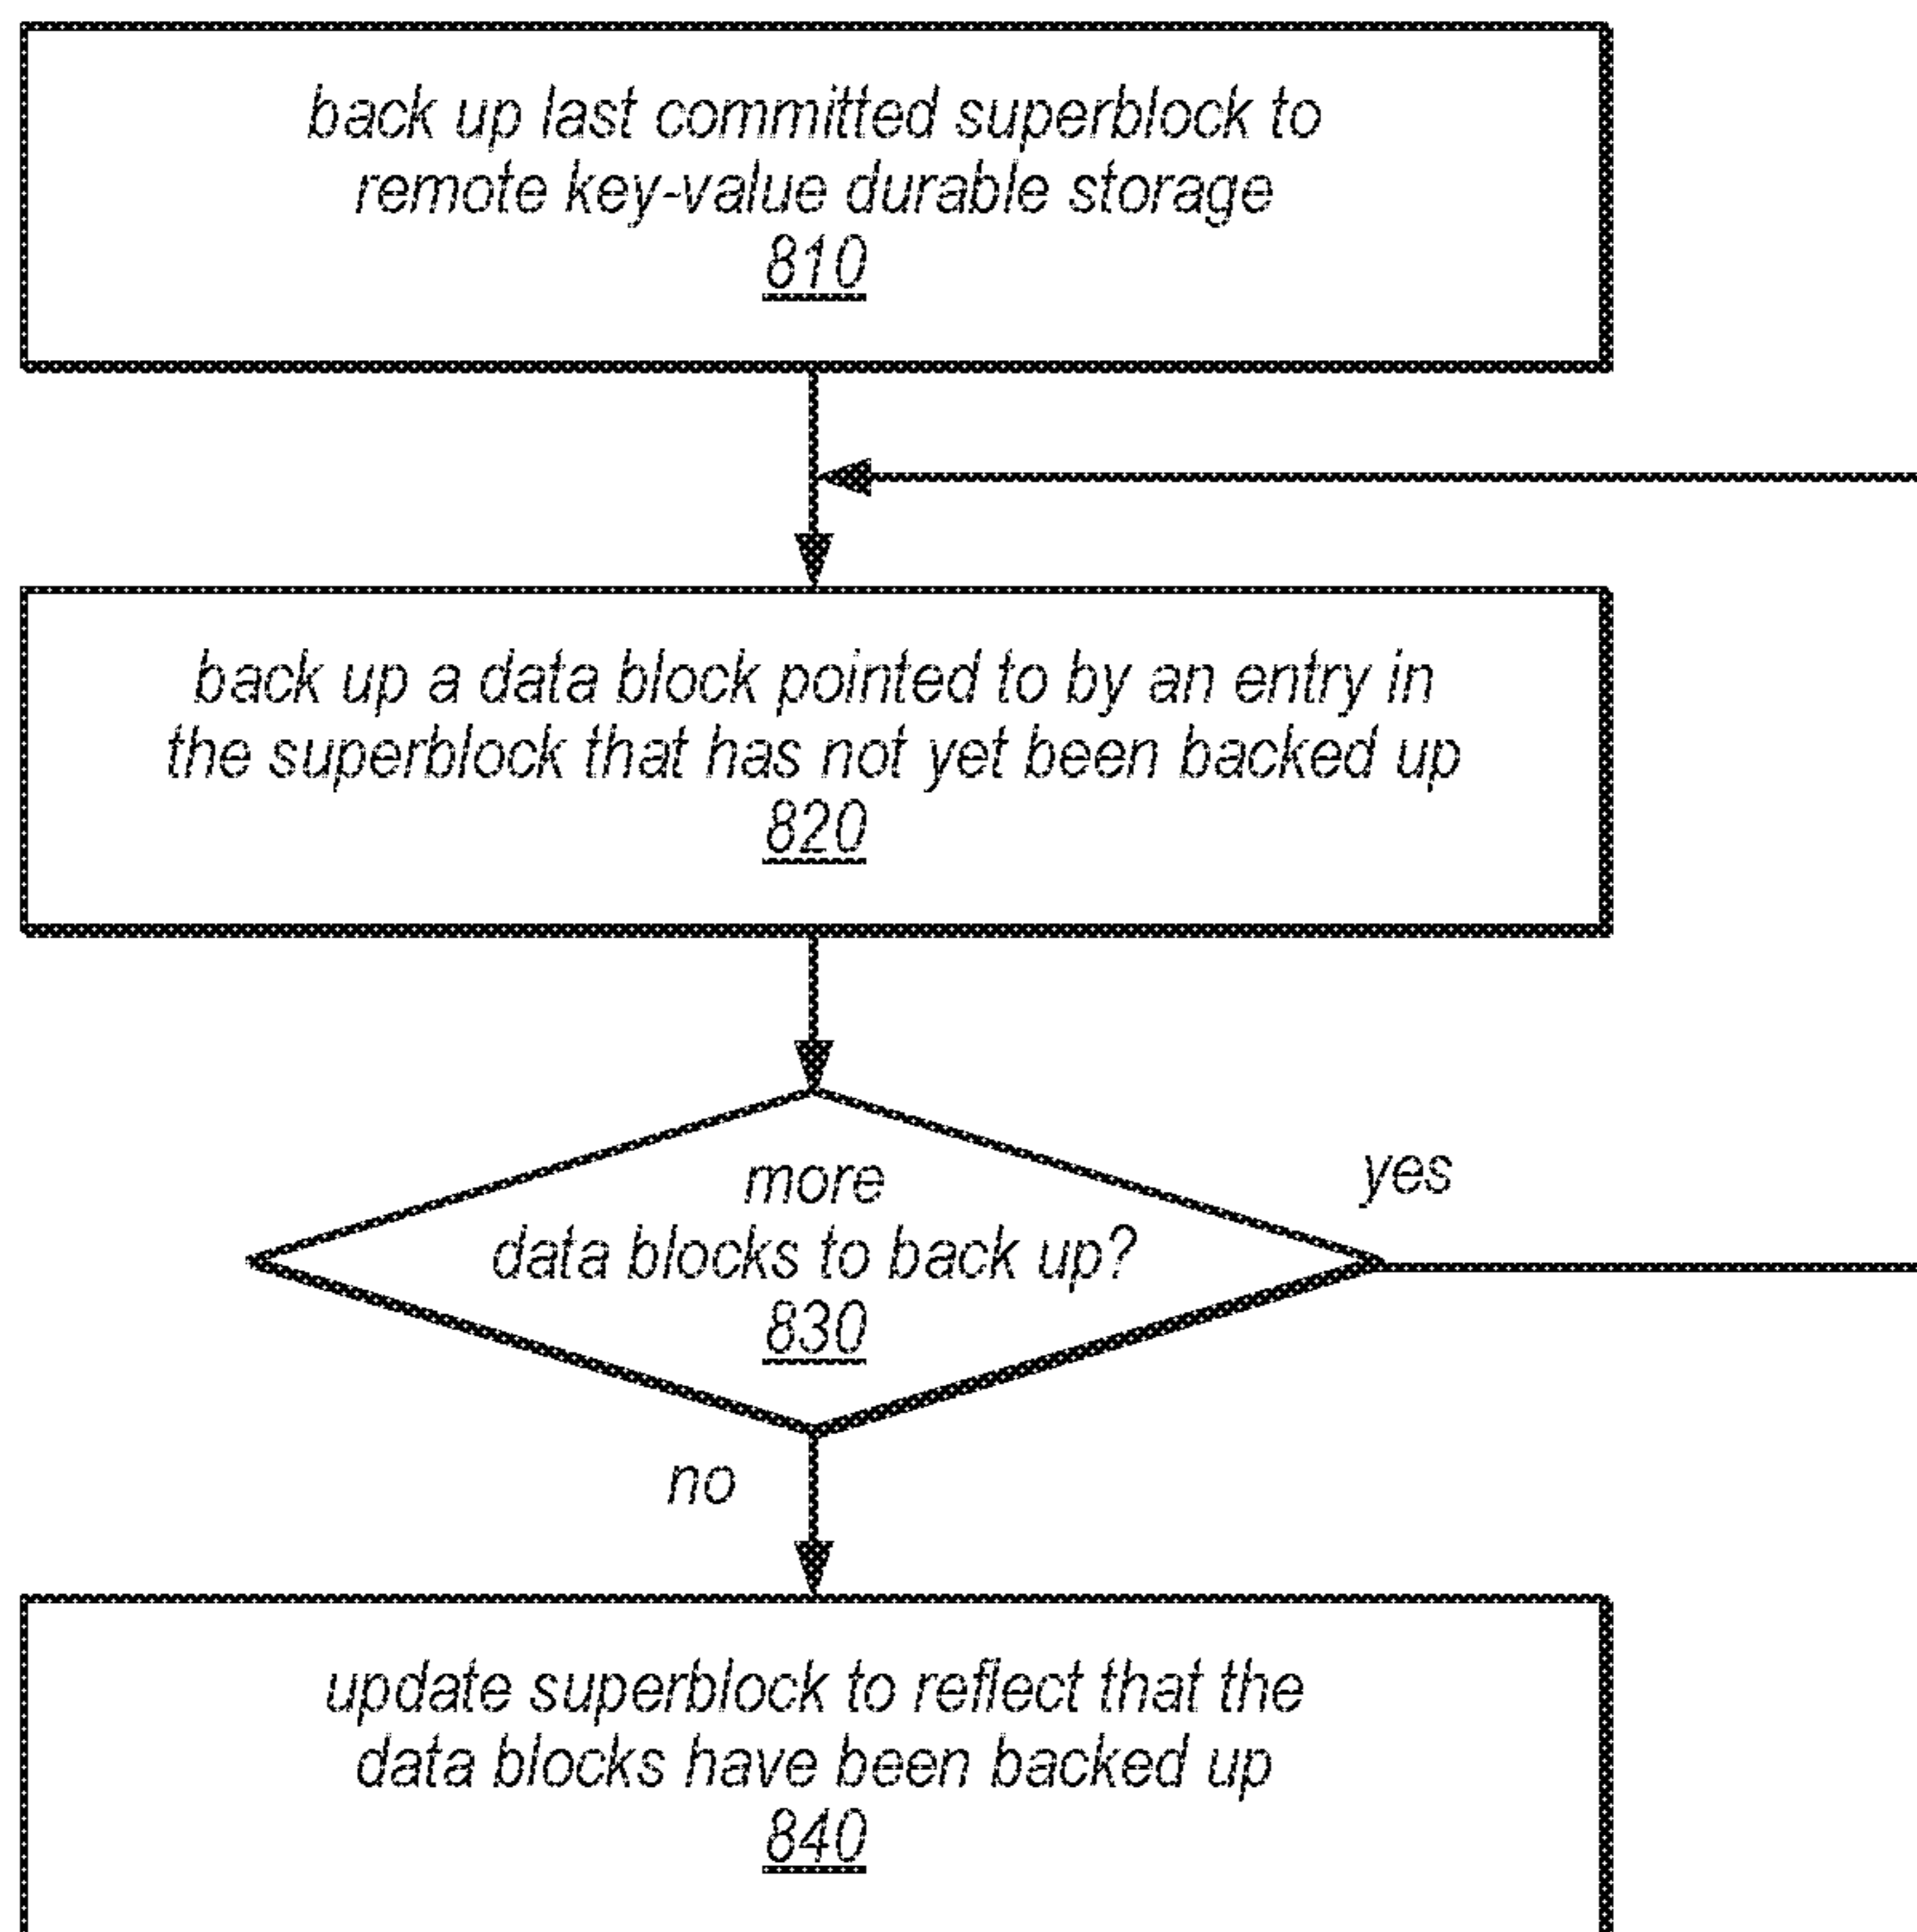 back up last committed superblock to
remote key-value durable storage
810
back up a data block pointed to by an entry in
the superblock that has not yet been backed up
820
more
data blocks to back up?
830
yes
no
update superblock to reflect that the
data blocks have been backed up
840